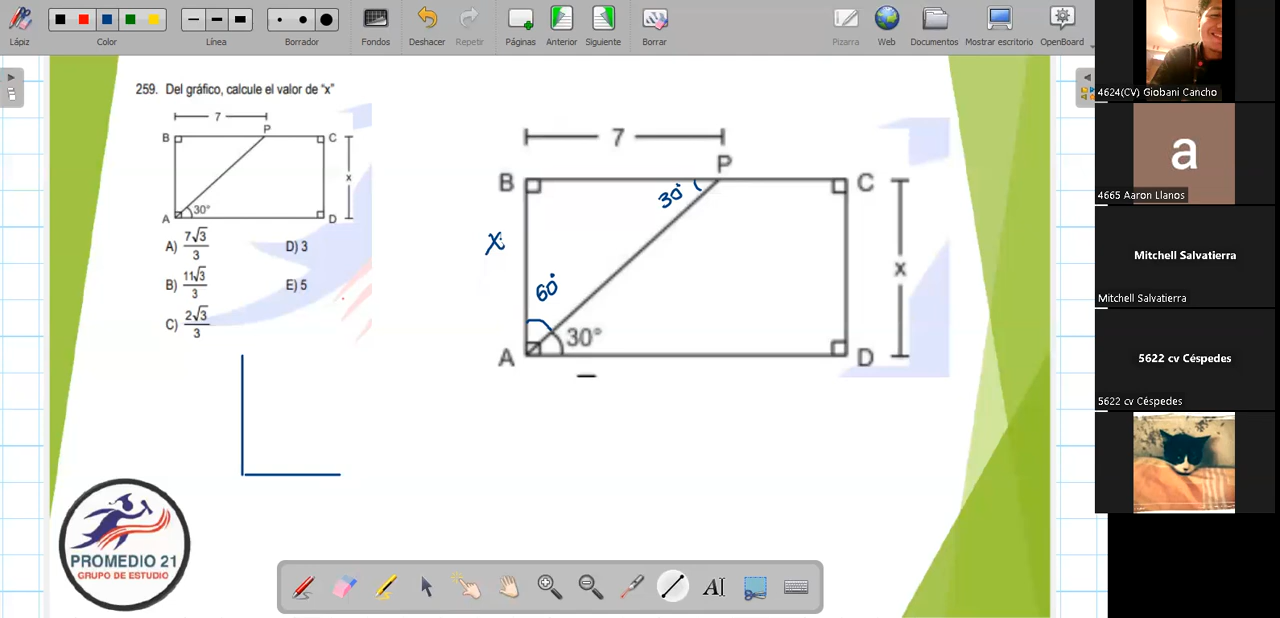 Lápiz
Color
Línea
Borrador
Fondos
Deshacer
Repetir
Páginas
Anterior
Siguiente
Borrar
Pizarra
Web
Documentos
Mostrar escritorio
OpenBoard
259. Del gráfico, calcule el valor de “x”
7
B
P
C
x
A
30°
D
A) 7√3/3
D) 3
B) 11√3/3
E) 5
C) 2√3/3
7
P
B
30°
C
x
60°
x
30°
A
D
PROMEDIO 21
GRUPO DE ESTUDIO
AI
4624(CV) Giobani Cancho
a
4665 Aaron Llanos
Mitchell Salvatierra
Mitchell Salvatierra
5622 cv Céspedes
5622 cv Céspedes